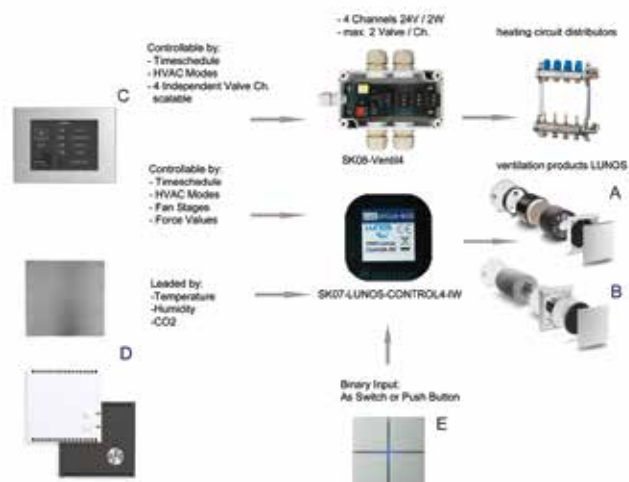 - 4 Channels 24V / 2W
- max. 2 Valve / Ch.
heating circuit distributors
Controllable by:
- Timeschedule
- HVAC Modes
- 4 Independent Valve Ch.
scalable
C
SK08-Ventil4
ventilation products LUNOS
A
Controllable by:
- Timeschedule
- HVAC Modes
- Fan Stages
- Force Values
LUNOS
CE
B
Leaded by:
-Temperature
-Humidity
-CO2
SK07-LUNOS-CONTROL4-IW
D
Binary Input:
As Switch or Push Button
E